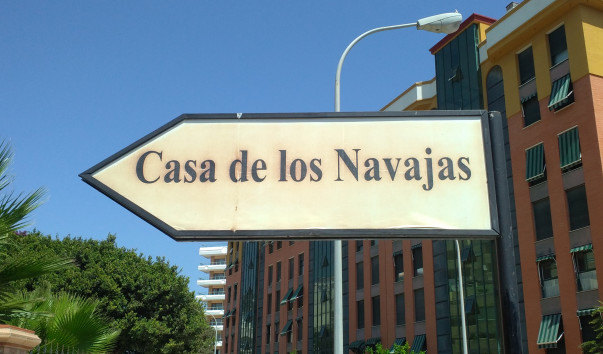 Casa de los Navajas